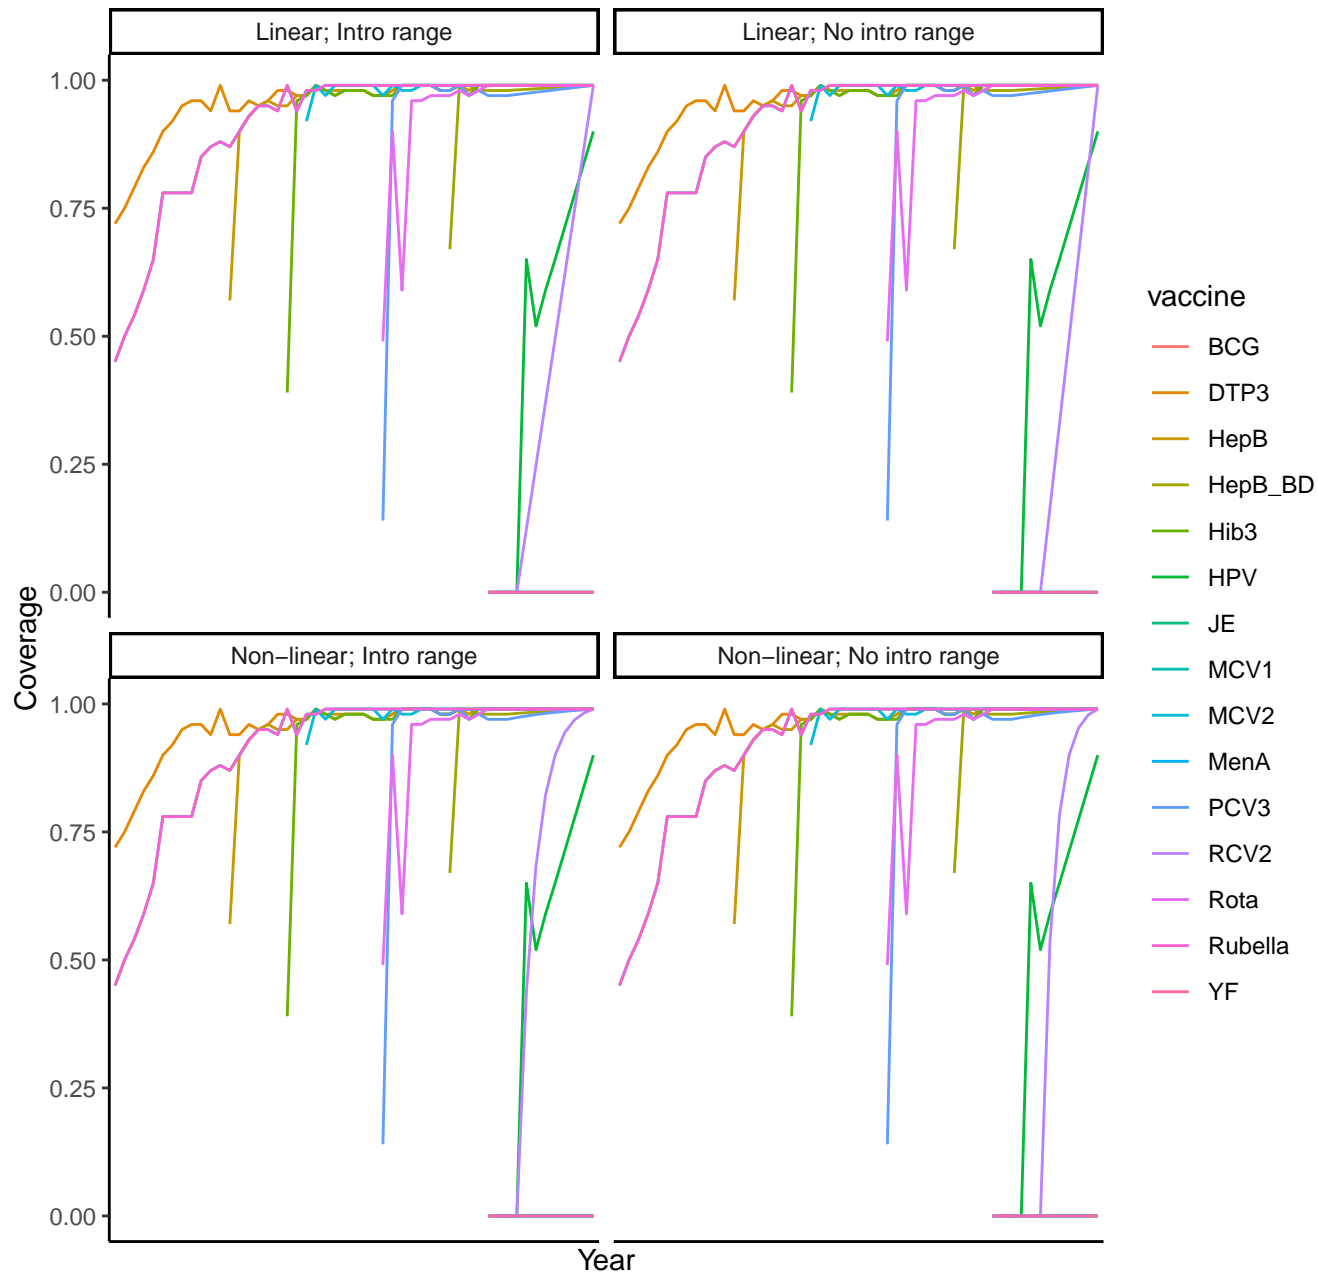 Linear; Intro range
Linear; No intro range
1.00
0.75
0.50
0.25
0.00
Non−linear; Intro range
Non−linear; No intro range
1.00
0.75
0.50
0.25
0.00
Coverage
Year
vaccine
BCG
DTP3
HepB
HepB_BD
Hib3
HPV
JE
MCV1
MCV2
MenA
PCV3
RCV2
Rota
Rubella
YF